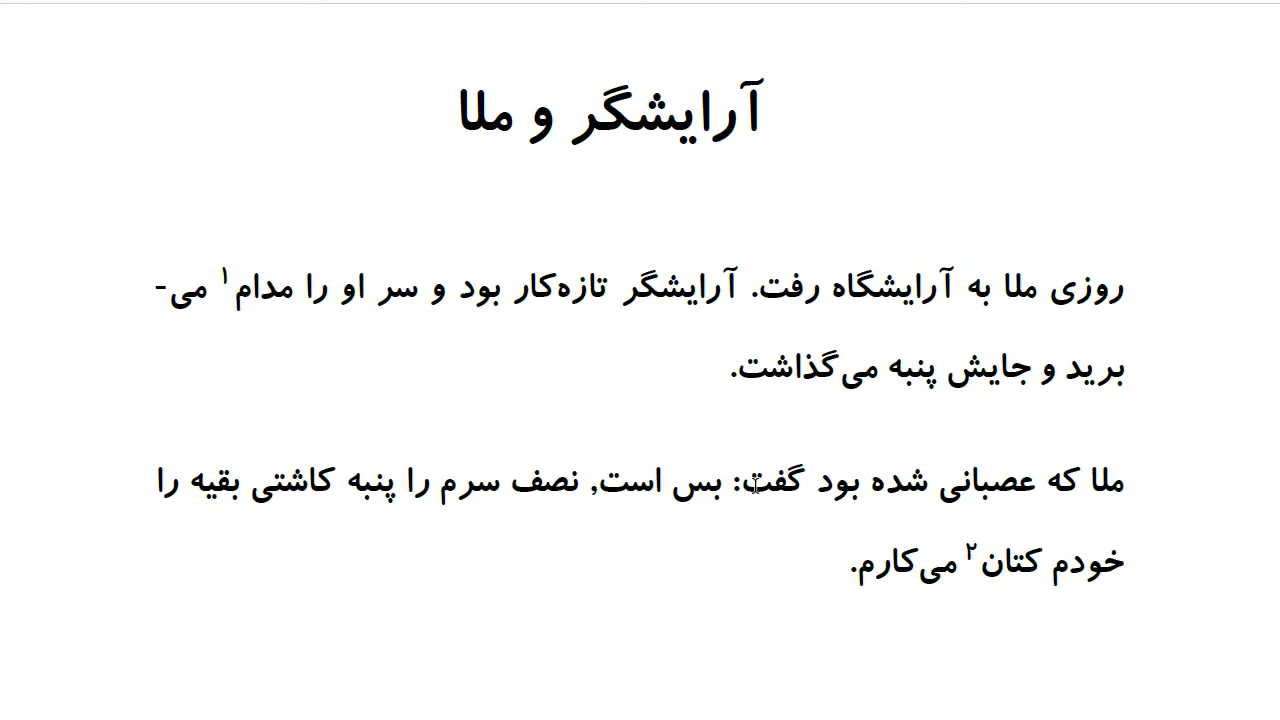 آرایشگر و ملا
روزی ملا به آرایشگاه رفت. آرایشگر تازه‌کار بود و سر او را مدام۱ می-
برید و جایش پنبه می‌گذاشت.
ملا که عصبانی شده بود گفت: بس است, نصف سرم را پنبه کاشتی بقیه را
خودم کتان۲ می‌کارم.